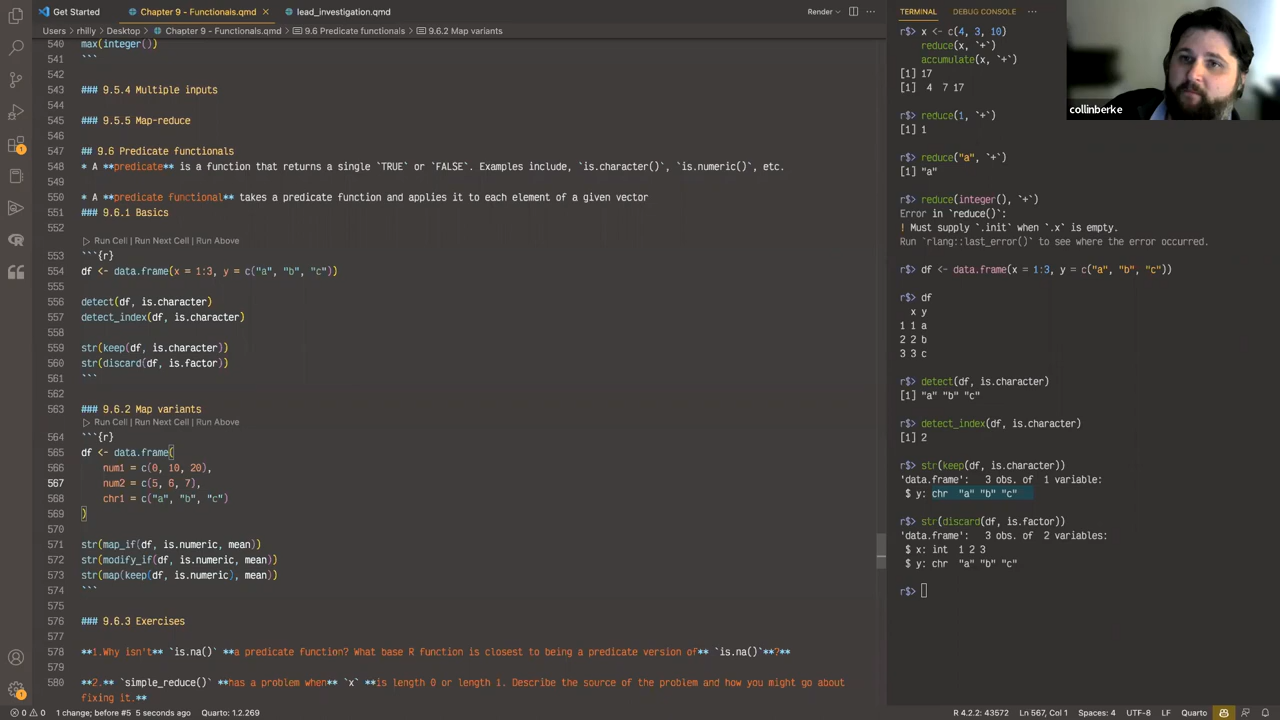 Get Started
Chapter 9 - Functionals.qmd ×
lead_investigation.qmd
Render
Users > rhilly > Desktop > Chapter 9 - Functionals.qmd > 9.6 Predicate functionals > 9.6.2 Map variants
540 max(integer())
541 ```
542
543 ### 9.5.4 Multiple inputs
544
545 ### 9.5.5 Map-reduce
546
547 ## 9.6 Predicate functionals
548 * A **predicate** is a function that returns a single `TRUE` or `FALSE`. Examples include, `is.character()`, `is.numeric()`, etc.
549
550 * A **predicate functional** takes a predicate function and applies it to each element of a given vector
551 ### 9.6.1 Basics
552
Run Cell | Run Next Cell | Run Above
553 ```{r}
554 df <- data.frame(x = 1:3, y = c("a", "b", "c"))
555
556 detect(df, is.character)
557 detect_index(df, is.character)
558
559 str(keep(df, is.character))
560 str(discard(df, is.factor))
561 ```
562
563 ### 9.6.2 Map variants
Run Cell | Run Next Cell | Run Above
564 ```{r}
565 df <- data.frame(
566 num1 = c(0, 10, 20),
567 num2 = c(5, 6, 7),
568 chr1 = c("a", "b", "c")
569 )
570
571 str(map_if(df, is.numeric, mean))
572 str(modify_if(df, is.numeric, mean))
573 str(map(keep(df, is.numeric), mean))
574 ```
575
576 ### 9.6.3 Exercises
577
578 **1.Why isn't** `is.na()` **a predicate function? What base R function is closest to being a predicate version of** `is.na()`**?**
579
580 **2.** `simple_reduce()` **has a problem when** `x` **is length 0 or length 1. Describe the source of the problem and how you might go about
fixing it.**
TERMINAL DEBUG CONSOLE ···
r$> x <- c(4, 3, 10)
reduce(x, `+`)
accumulate(x, `+`)
[1] 17
[1] 4 7 17
r$> reduce(1, `+`)
[1] 1
r$> reduce("a", `+`)
[1] "a"
r$> reduce(integer(), `+`)
Error in `reduce()`:
! Must supply `.init` when `.x` is empty.
Run `rlang::last_error()` to see where the error occurred.
r$> df <- data.frame(x = 1:3, y = c("a", "b", "c"))
r$> df
x y
1 1 a
2 2 b
3 3 c
r$> detect(df, is.character)
[1] "a" "b" "c"
r$> detect_index(df, is.character)
[1] 2
r$> str(keep(df, is.character))
'data.frame': 3 obs. of 1 variable:
$ y: chr "a" "b" "c"
r$> str(discard(df, is.factor))
'data.frame': 3 obs. of 2 variables:
$ x: int 1 2 3
$ y: chr "a" "b" "c"
r$>
collinberke
0 0 1 change; before #5 5 seconds ago Quarto: 1.2.269
R 4.2.2: 43572 Ln 567, Col 1 Spaces: 4 UTF-8 LF Quarto